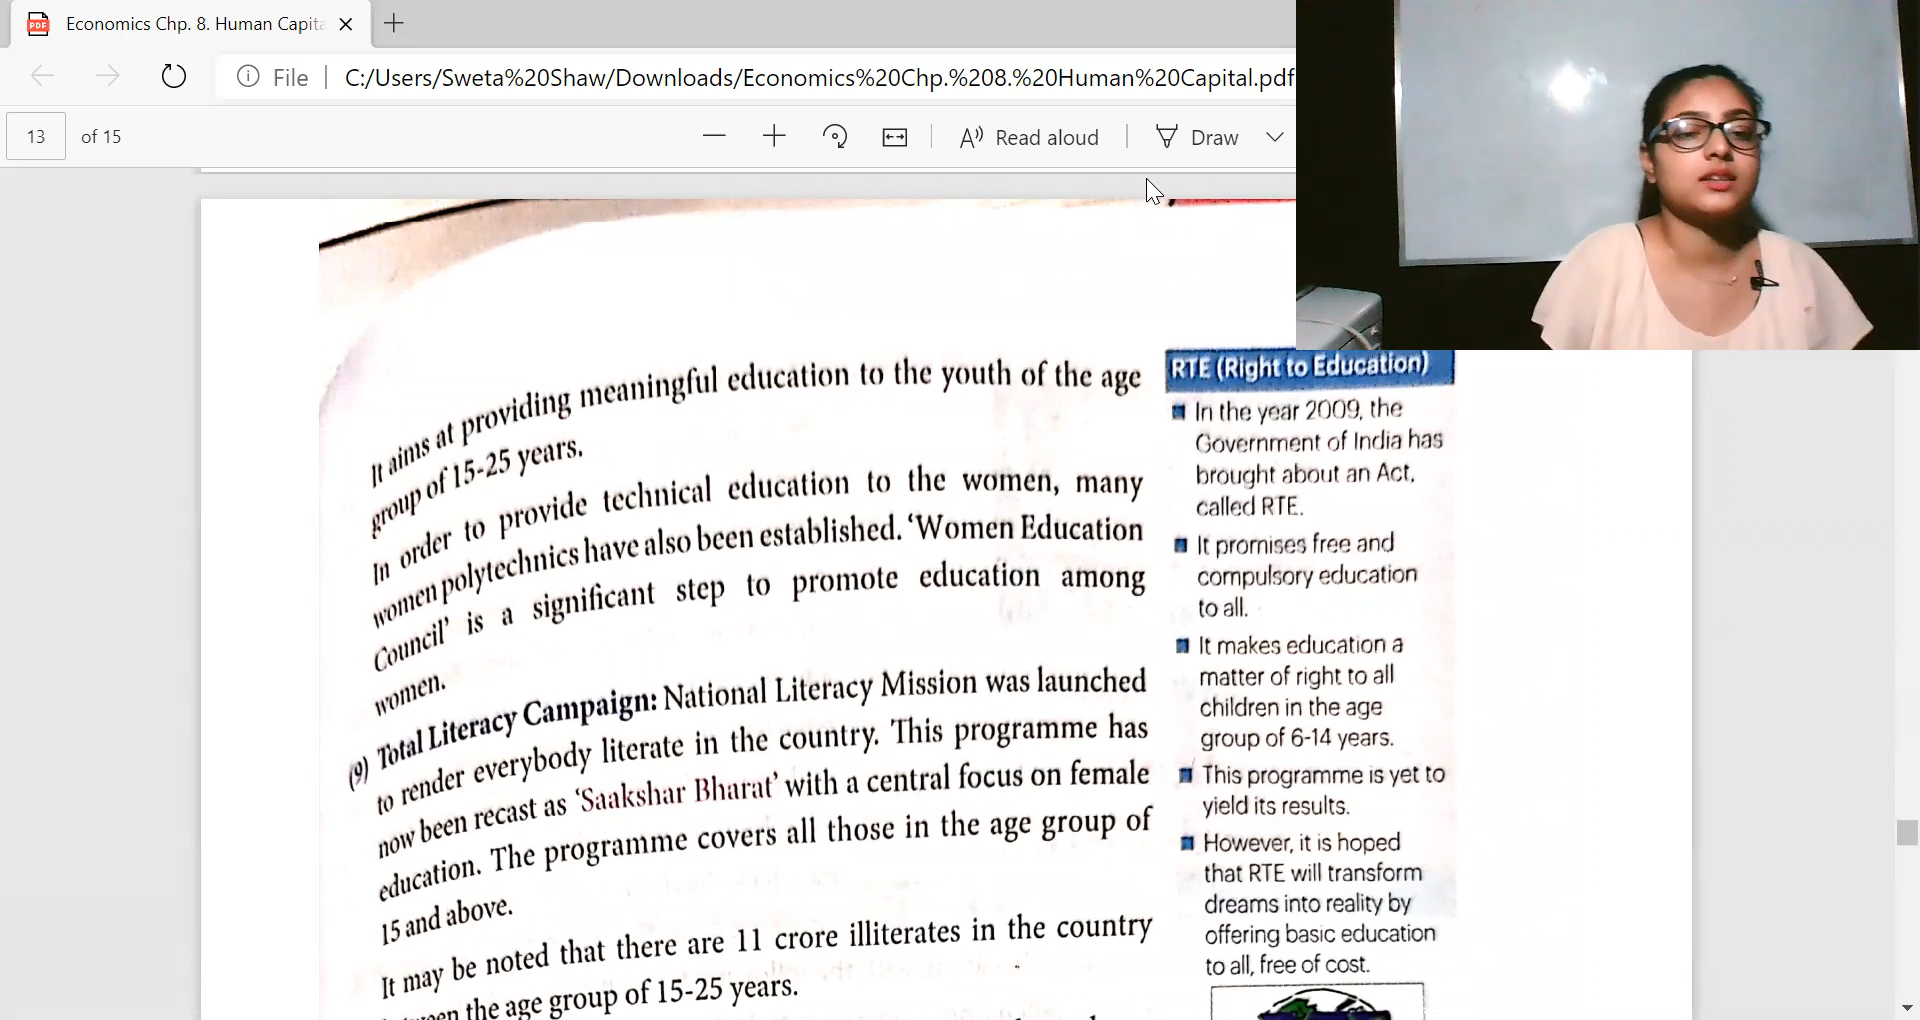 Economics Chp. 8. Human Capita
File
C:/Users/Sweta%20Shaw/Downloads/Economics%20Chp.%208.%20Human%20Capital.pdf
13 of 15
Read aloud
Draw
It aims at providing meaningful education to the youth of the age
group of 15-25 years.
In order to provide technical education to the women, many
women polytechnics have also been established. ‘Women Education
Council’ is a significant step to promote education among
women.
(9) Total Literacy Campaign: National Literacy Mission was launched
to render everybody literate in the country. This programme has
now been recast as ‘Saakshar Bharat’ with a central focus on female
education. The programme covers all those in the age group of
15 and above.
It may be noted that there are 11 crore illiterates in the country
the age group of 15-25 years.
RTE (Right to Education)
In the year 2009, the
Government of India has
brought about an Act,
called RTE.
It promises free and
compulsory education
to all.
It makes education a
matter of right to all
children in the age
group of 6-14 years.
This programme is yet to
yield its results.
However, it is hoped
that RTE will transform
dreams into reality by
offering basic education
to all, free of cost.